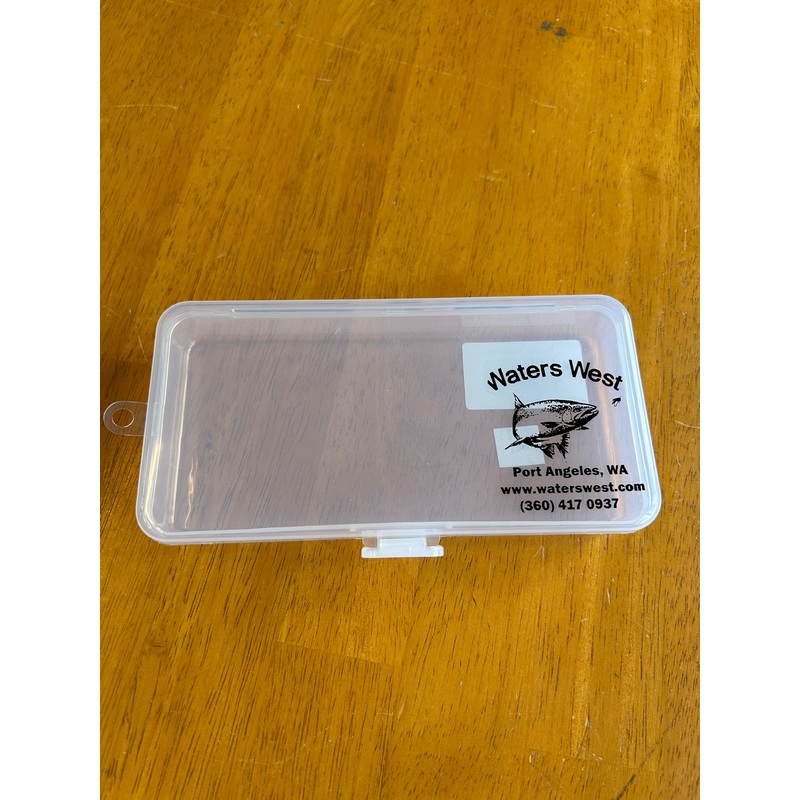 Waters West
Port Angeles, WA
www.waterswest.com
(360) 417 0937